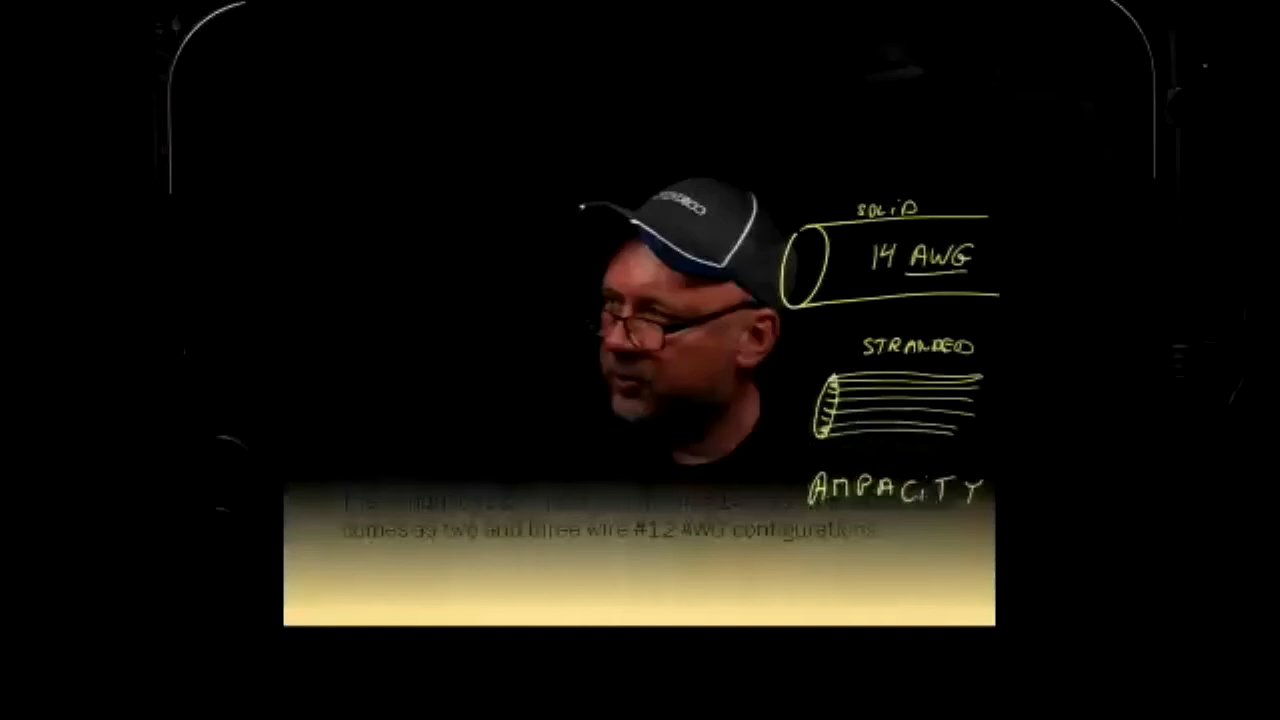 SOLID
14 AWG
STRANDED
AMPACITY
comes as two and three wire #12 AWG configurations